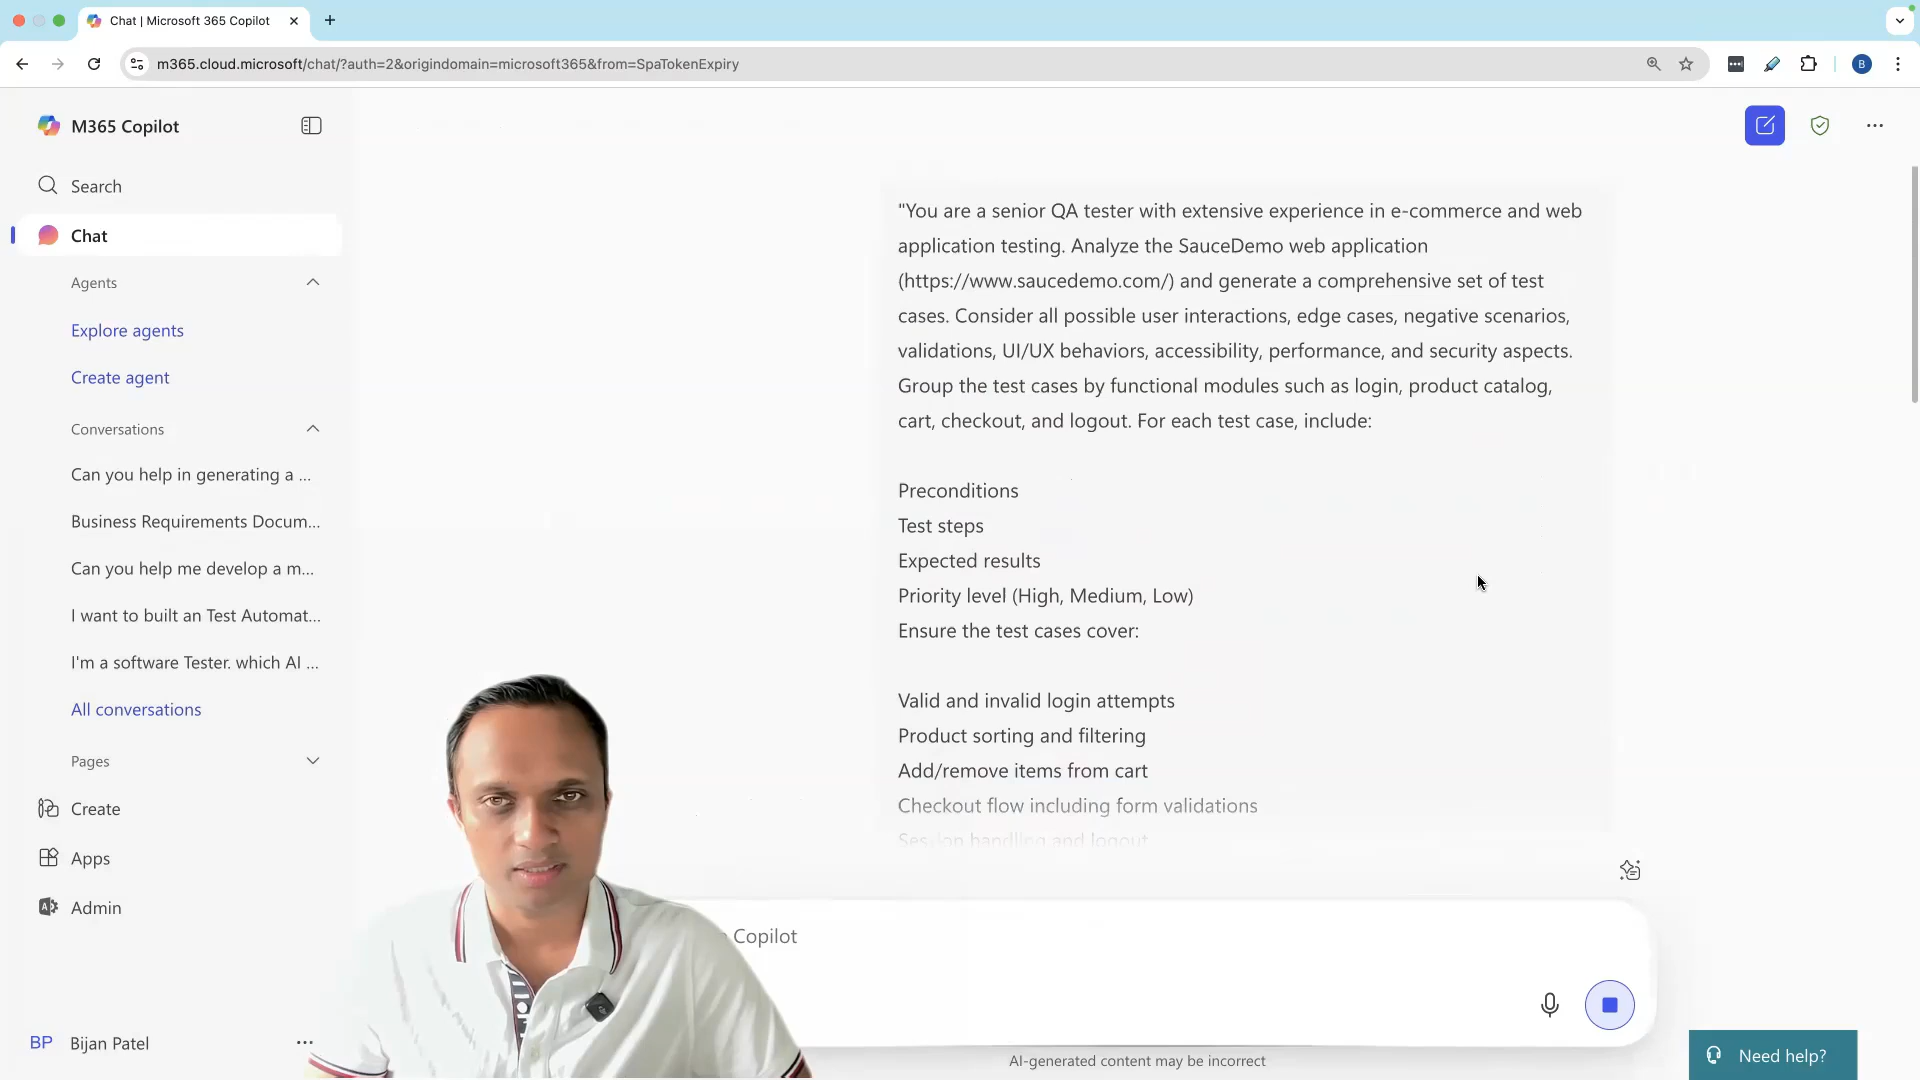 Chat | Microsoft 365 Copilot
m365.cloud.microsoft/chat/?auth=2&origindomain=microsoft365&from=SpaTokenExpiry
B
M365 Copilot
Search
Chat
Agents
Explore agents
Create agent
Conversations
Can you help in generating a ...
Business Requirements Docum...
Can you help me develop a m...
I want to built an Test Automat...
I'm a software Tester. which AI ...
All conversations
Pages
Create
Apps
Admin
BP Bijan Patel
"You are a senior QA tester with extensive experience in e-commerce and web
application testing. Analyze the SauceDemo web application
(https://www.saucedemo.com/) and generate a comprehensive set of test
cases. Consider all possible user interactions, edge cases, negative scenarios,
validations, UI/UX behaviors, accessibility, performance, and security aspects.
Group the test cases by functional modules such as login, product catalog,
cart, checkout, and logout. For each test case, include:
Preconditions
Test steps
Expected results
Priority level (High, Medium, Low)
Ensure the test cases cover:
Valid and invalid login attempts
Product sorting and filtering
Add/remove items from cart
Checkout flow including form validations
Session handling and logout
Copilot
AI-generated content may be incorrect
Need help?